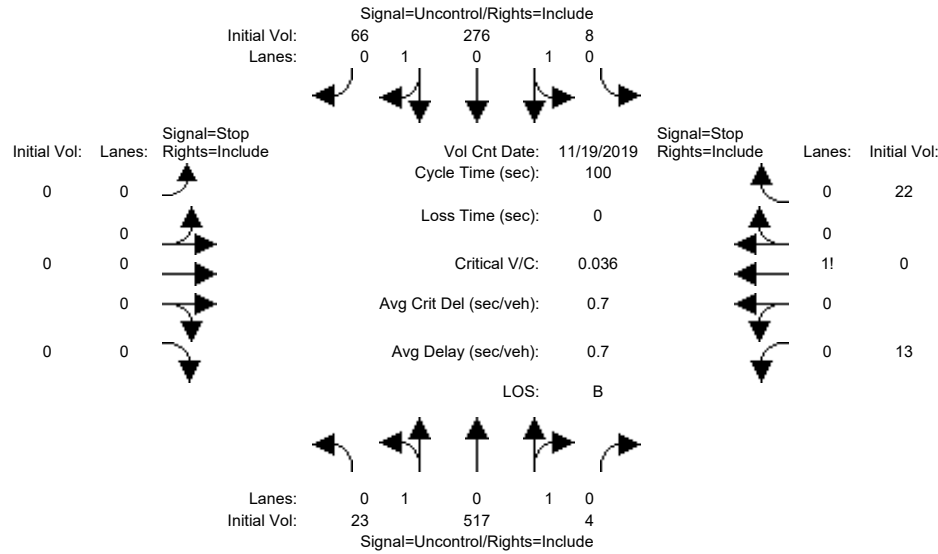 Signal=Uncontrol/Rights=Include
Initial Vol: 66 276 8
Lanes: 0 1 0 1 0
Signal=Stop Signal=Stop
Initial Vol: Lanes: Rights=Include Vol Cnt Date: 11/19/2019 Rights=Include Lanes: Initial Vol:
Cycle Time (sec): 100
0 0 0 22
Loss Time (sec): 0
0 0
0 0 Critical V/C: 0.036 1! 0
0 Avg Crit Del (sec/veh): 0.7 0
0 0 Avg Delay (sec/veh): 0.7 0 13
LOS: B
Lanes: 0 1 0 1 0
Initial Vol: 23 517 4
Signal=Uncontrol/Rights=Include